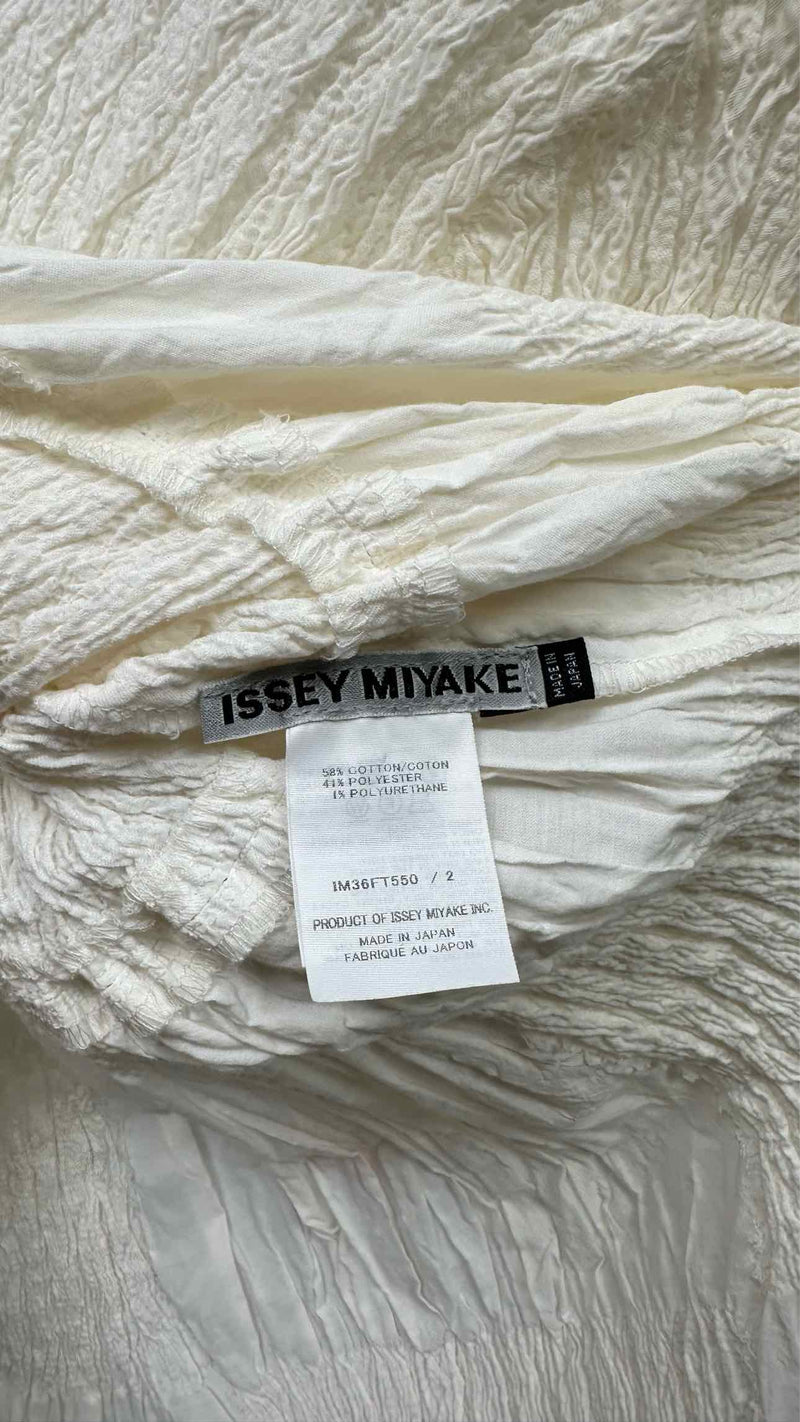 ISSEY MIYAKE
MADE IN
JAPAN
58% COTTON/COTON
41% POLYESTER
1% POLYURETHANE
IM36FT550 / 2
PRODUCT OF ISSEY MIYAKE INC.
MADE IN JAPAN
FABRIQUÉ AU JAPON